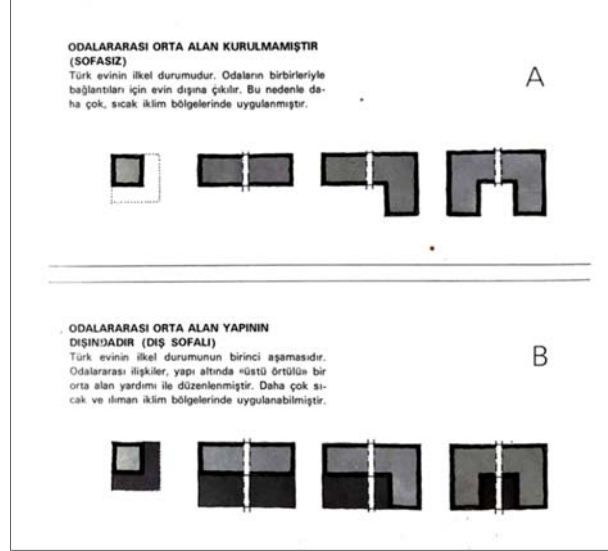 ODALARARASI ORTA ALAN KURULMAMIŞTIR
(SOFASIZ)
Türk evinin ilkel durumudur. Odaların birbirleriyle
bağlantıları için evin dışına çıkılır. Bu nedenle da-
ha çok, sıcak iklim bölgelerinde uygulanmıştır.
A
ODALARARASI ORTA ALAN YAPININ
DIŞINDADIR (DIŞ SOFALI)
Türk evinin ilkel durumunun birinci aşamasıdır.
Odalararası ilişkiler, yapı altında «üstü örtülü» bir
orta alan yardımı ile düzenlenmiştir. Daha çok sı-
cak ve ılıman iklim bölgelerinde uygulanabilmiştir.
B